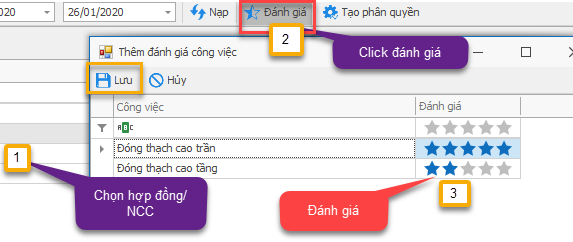 2020
26/01/2020
Nạp
Đánh giá
Tạo phân quyền
2
Click đánh giá
Thêm đánh giá công việc
Lưu
Hủy
Công việc
Đánh giá
ABC
1
Đóng thạch cao trần
Đóng thạch cao tầng
Chọn hợp đồng/
NCC
Đánh giá
3